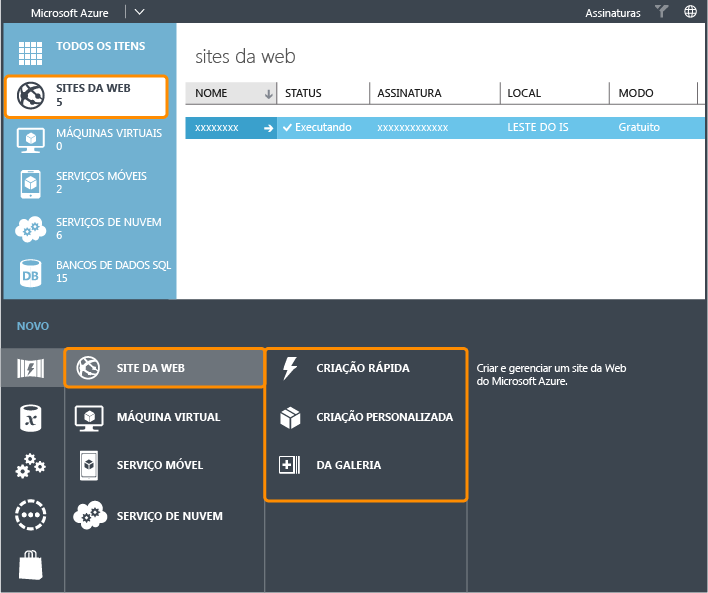 Microsoft Azure
Assinaturas
TODOS OS ITENS
SITES DA WEB
5
MÁQUINAS VIRTUAIS
0
SERVIÇOS MÓVEIS
2
SERVIÇOS DE NUVEM
6
BANCOS DE DADOS SQL
15
DB
sites da web
NOME STATUS ASSINATURA LOCAL MODO
xxxxxxxx Executando xxxxxxxxxxxxx LESTE DO IS Gratuito
NOVO
SITE DA WEB
MÁQUINA VIRTUAL
SERVIÇO MÓVEL
SERVIÇO DE NUVEM
CRIAÇÃO RÁPIDA
CRIAÇÃO PERSONALIZADA
DA GALERIA
Criar e gerenciar um site da Web
do Microsoft Azure.
x